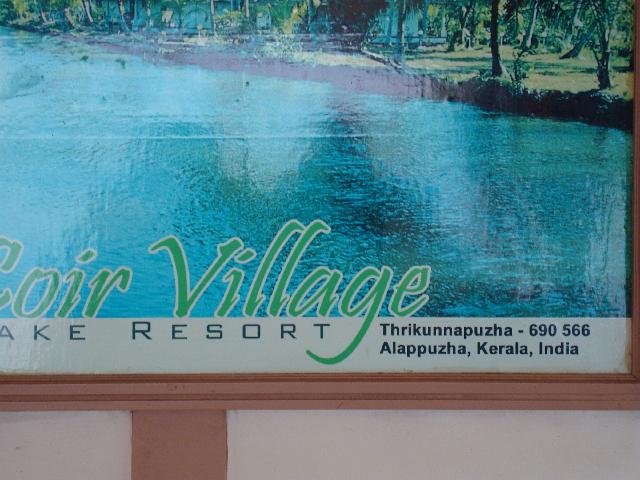 Coir Village
AKE RESORT
Thrikunnapuzha - 690 566
Alappuzha, Kerala, India